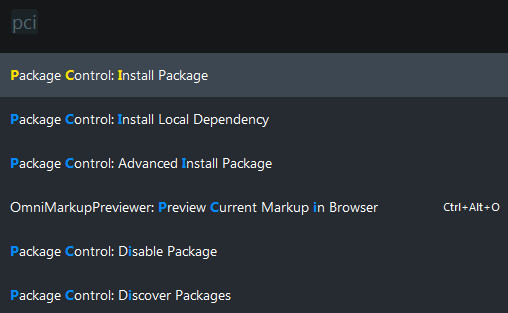 pci
Package Control: Install Package
Package Control: Install Local Dependency
Package Control: Advanced Install Package
OmniMarkupPreviewer: Preview Current Markup in Browser Ctrl+Alt+O
Package Control: Disable Package
Package Control: Discover Packages